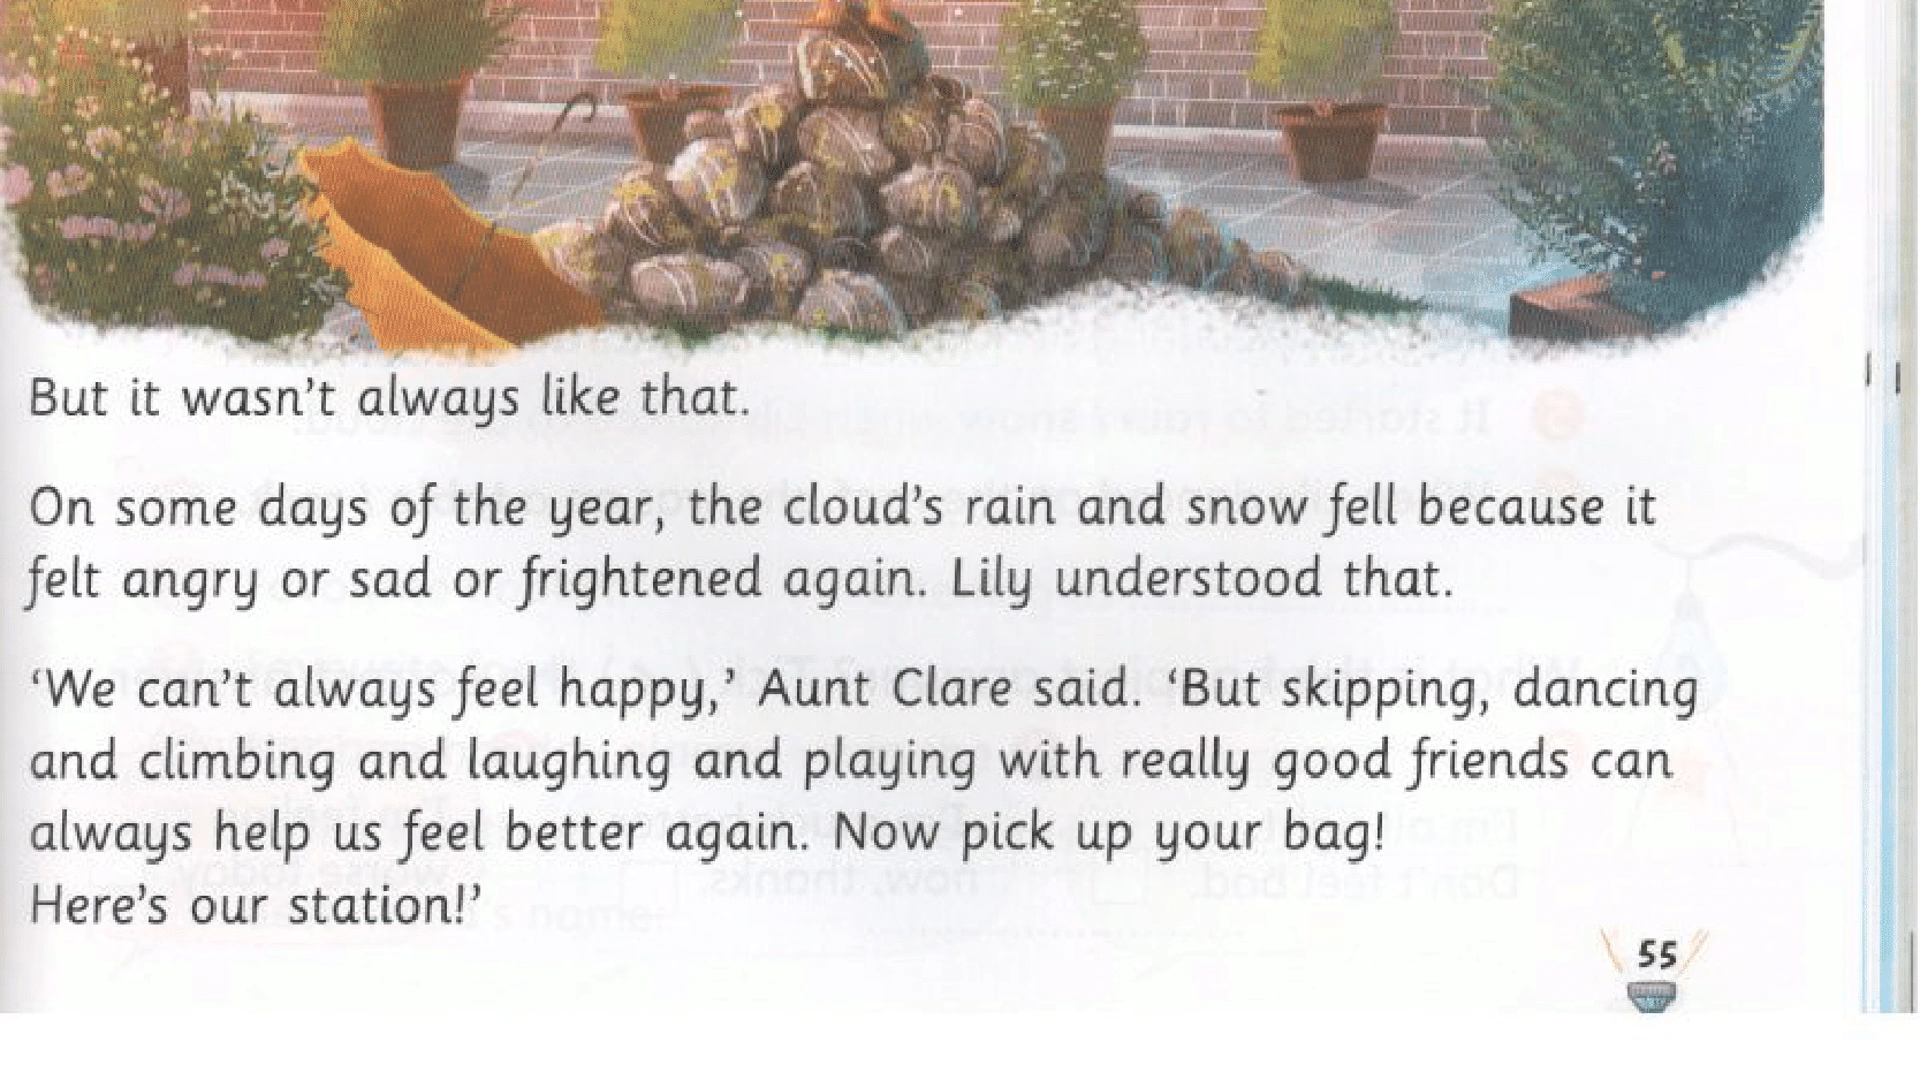 But it wasn't always like that.
On some days of the year, the cloud's rain and snow fell because it
felt angry or sad or frightened again. Lily understood that.
‘We can't always feel happy,’ Aunt Clare said. ‘But skipping, dancing
and climbing and laughing and playing with really good friends can
always help us feel better again. Now pick up your bag!
Here's our station!’
55